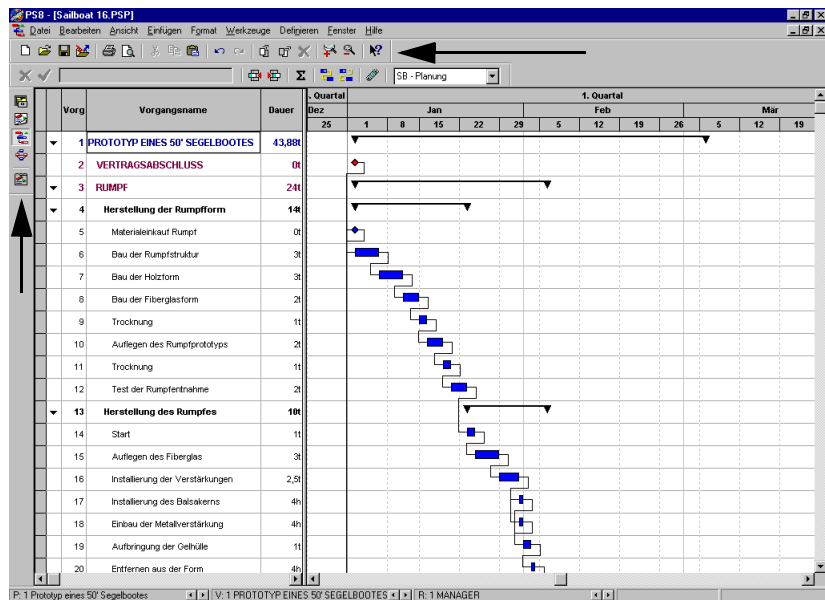 PS8 - [Sailboat 16.PSP]
Datei Bearbeiten Ansicht Einfügen Format Werkzeuge Definieren Fenster Hilfe
SB - Planung
Vorg Vorgangsname Dauer
. Quartal 1. Quartal
Dez Jan Feb Mär
25 1 8 15 22 29 5 12 19 26 5 12 19
1 PROTOTYP EINES 50' SEGELBOOTES 43,88t
2 VERTRAGSABSCHLUSS 0t
3 RUMPF 24t
4 Herstellung der Rumpfform 14t
5 Materialeinkauf Rumpf 0t
6 Bau der Rumpfstruktur 3t
7 Bau der Holzform 3t
8 Bau der Fiberglasform 2t
9 Trocknung 1t
10 Auflegen des Rumpfprototyps 2t
11 Trocknung 1t
12 Test der Rumpfentnahme 2t
13 Herstellung des Rumpfes 10t
14 Start 1t
15 Auflegen des Fiberglas 3t
16 Installierung der Verstärkungen 2,5t
17 Installierung des Balsakerns 4h
18 Einbau der Metallverstärkung 4h
19 Aufbringung der Gelhülle 1t
20 Entfernen aus der Form 4h
P: 1 Prototyp eines 50' Segelbootes V: 1 PROTOTYP EINES 50' SEGELBOOTES R: 1 MANAGER